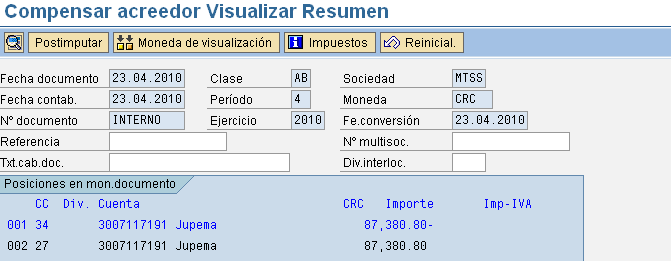 Compensar acreedor Visualizar Resumen
Postimputar Moneda de visualización Impuestos Reinicial.
Fecha documento 23.04.2010 Clase AB Sociedad MTSS
Fecha contab. 23.04.2010 Período 4 Moneda CRC
Nº documento INTERNO Ejercicio 2010 Fe.conversión 23.04.2010
Referencia Nº multisoc.
Txt.cab.doc. Div.interloc.
Posiciones en mon.documento
CC Div. Cuenta CRC Importe Imp-IVA
001 34 3007117191 Jupema 87,380.80-
002 27 3007117191 Jupema 87,380.80